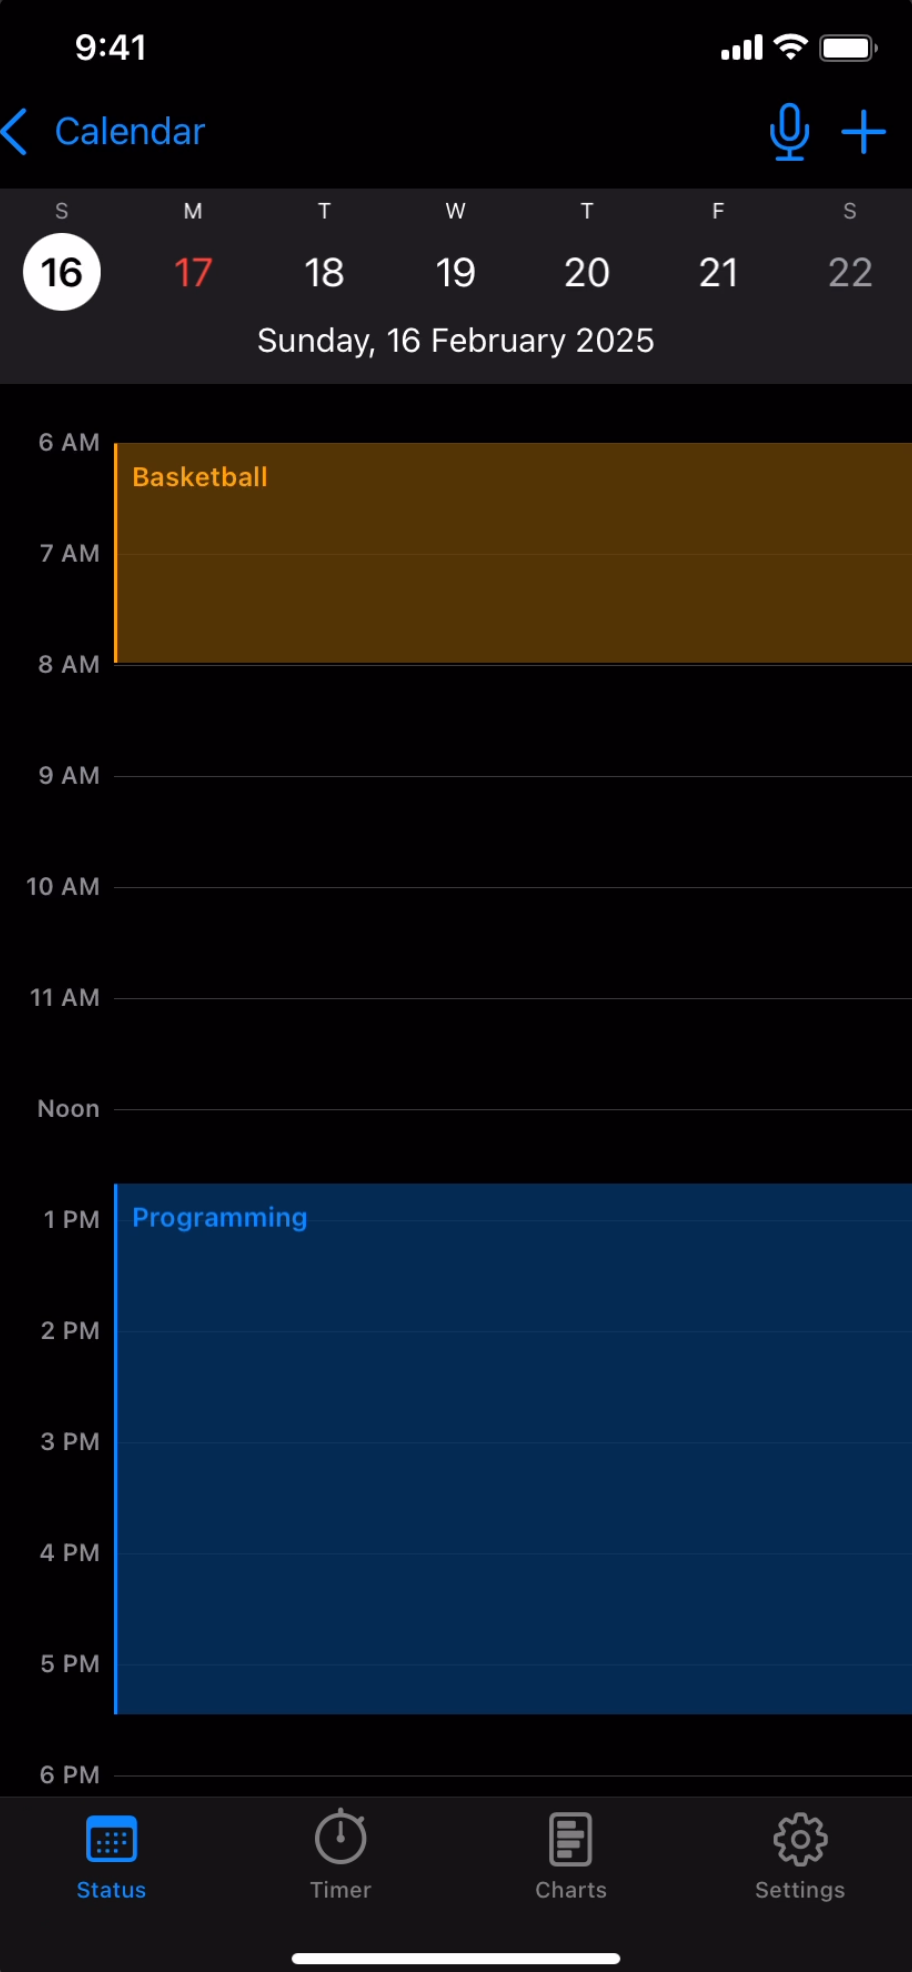 9:41
Calendar
S M T W T F S
16 17 18 19 20 21 22
Sunday, 16 February 2025
6 AM
Basketball
7 AM
8 AM
9 AM
10 AM
11 AM
Noon
1 PM Programming
2 PM
3 PM
4 PM
5 PM
6 PM
Status Timer Charts Settings